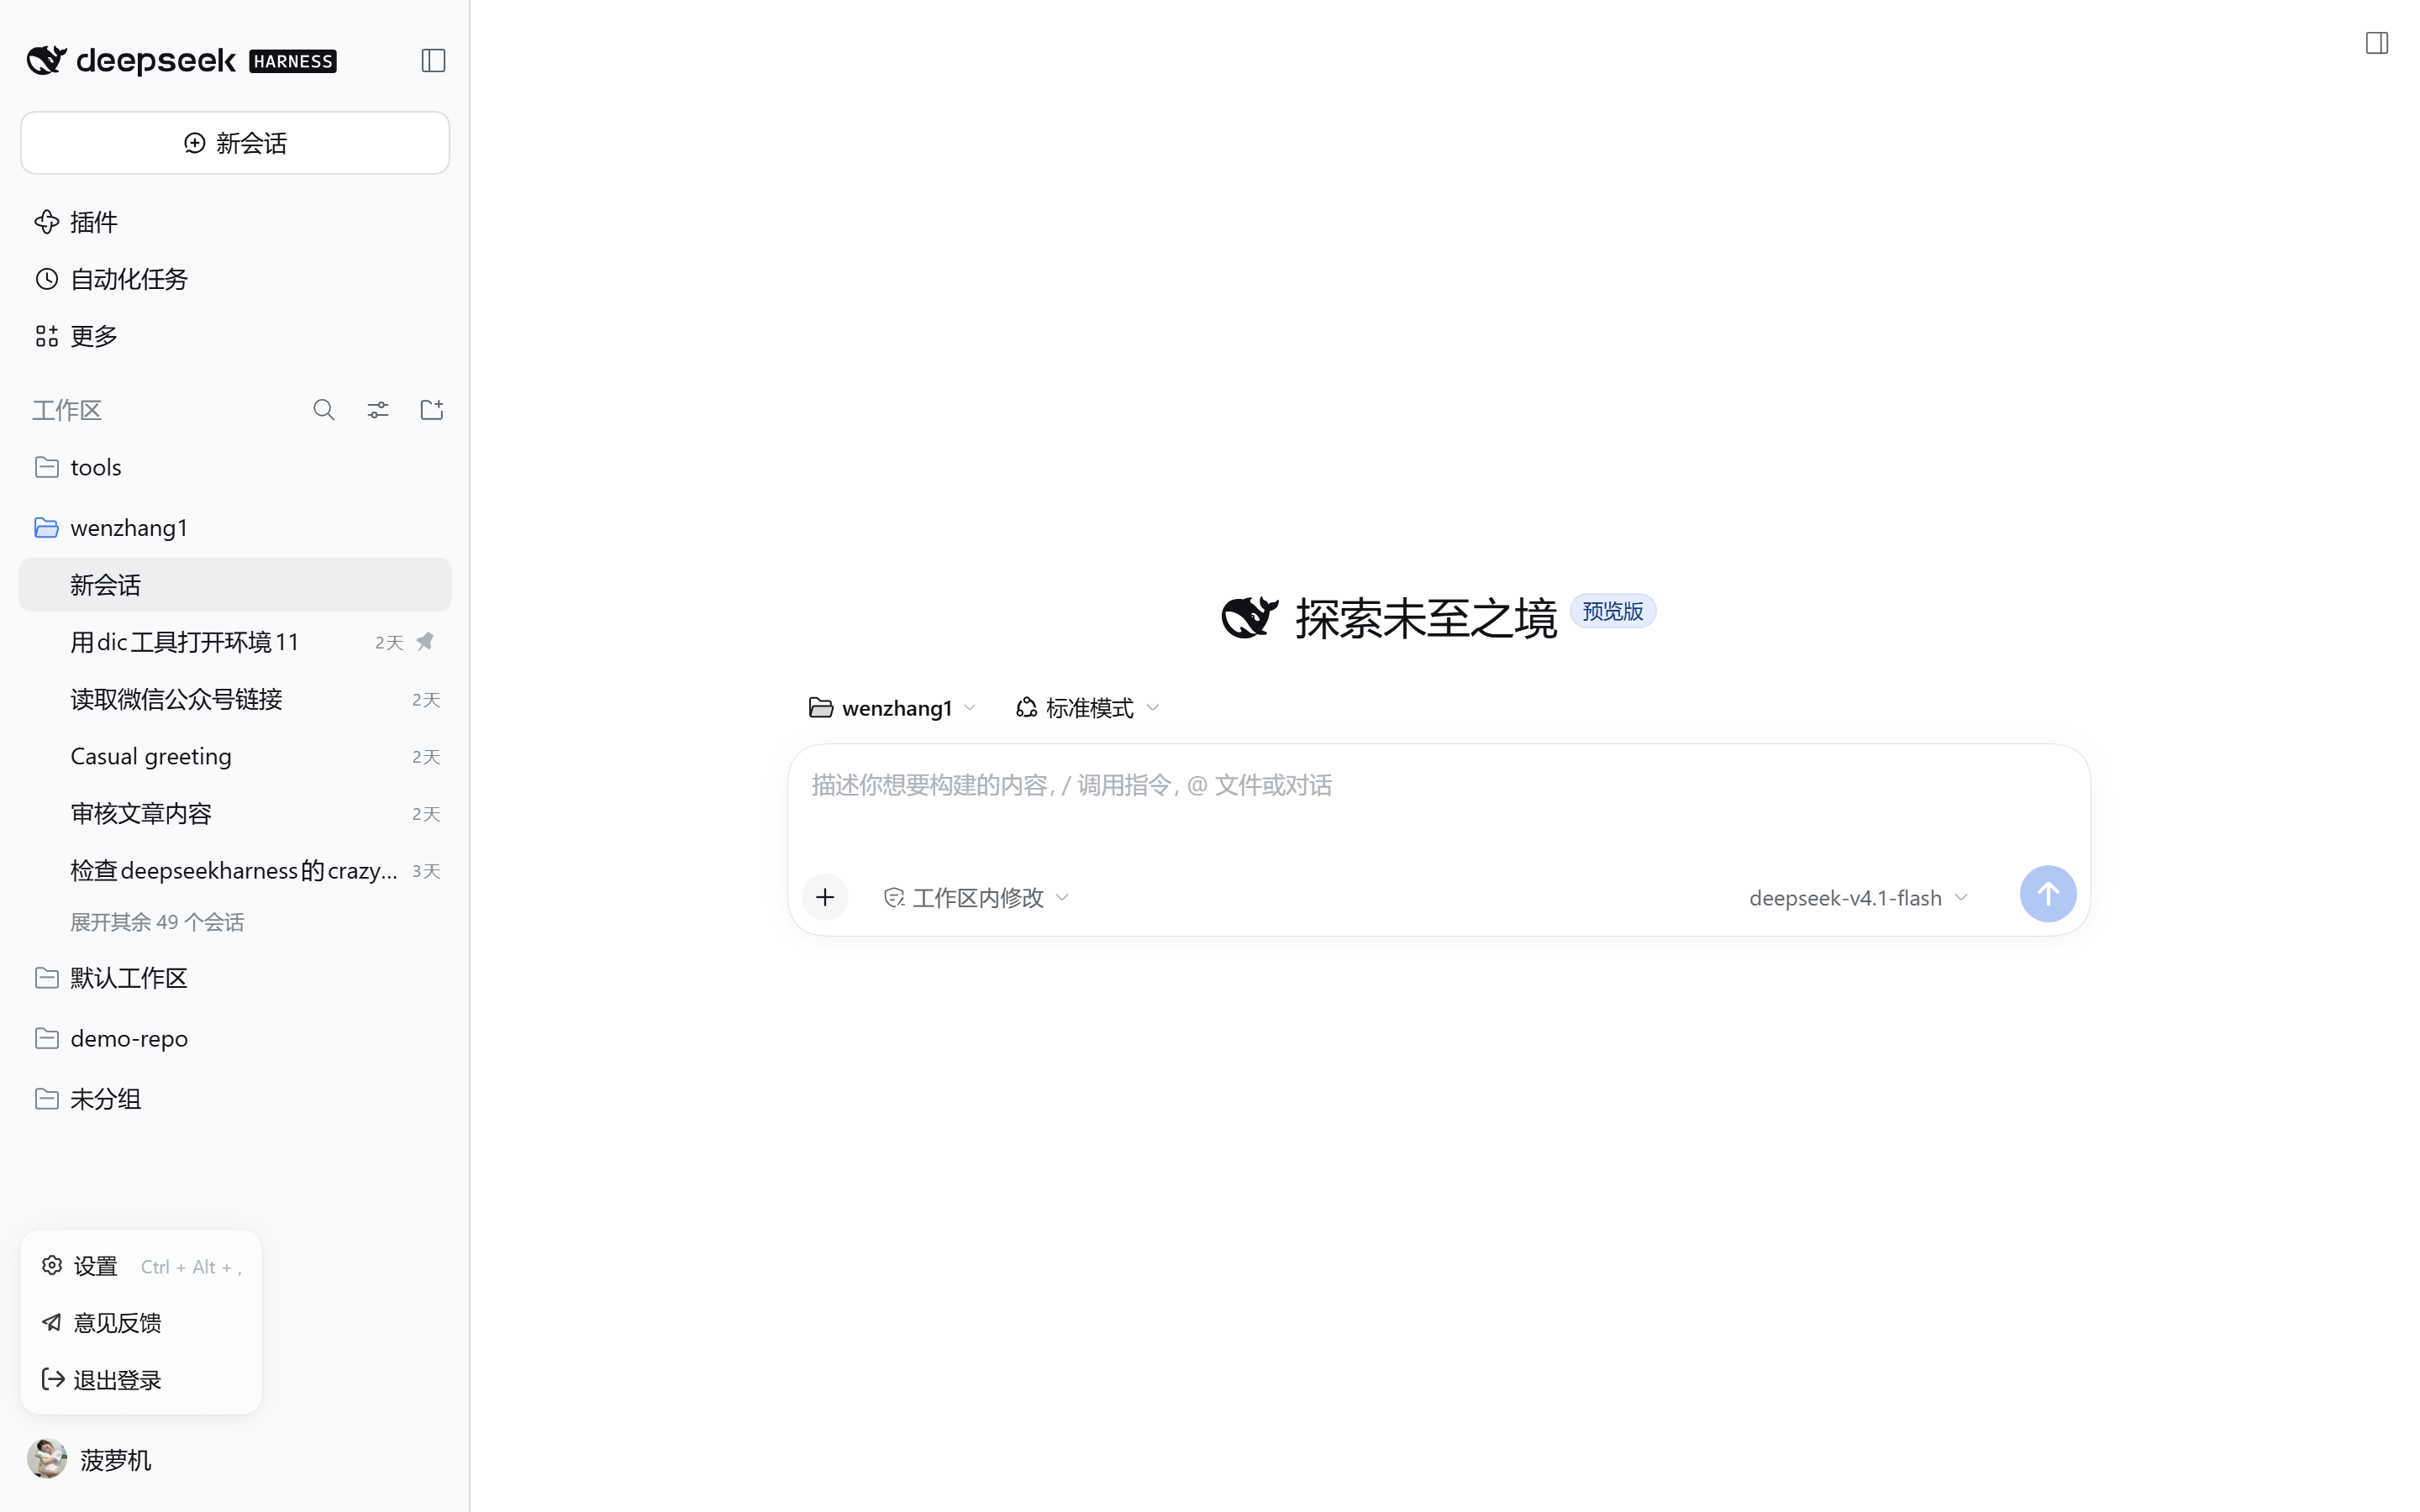 deepseek HARNESS
新会话
插件
自动化任务
更多
工作区
tools
wenzhang1
新会话
用dic工具打开环境11 2天
读取微信公众号链接 2天
Casual greeting 2天
审核文章内容 2天
检查deepseekharness的crazy... 3天
展开其余 49 个会话
默认工作区
demo-repo
未分组
设置 Ctrl + Alt + ,
意见反馈
退出登录
菠萝机
探索未至之境 预览版
wenzhang1 标准模式
描述你想要构建的内容, / 调用指令, @ 文件或对话
工作区内修改 deepseek-v4.1-flash